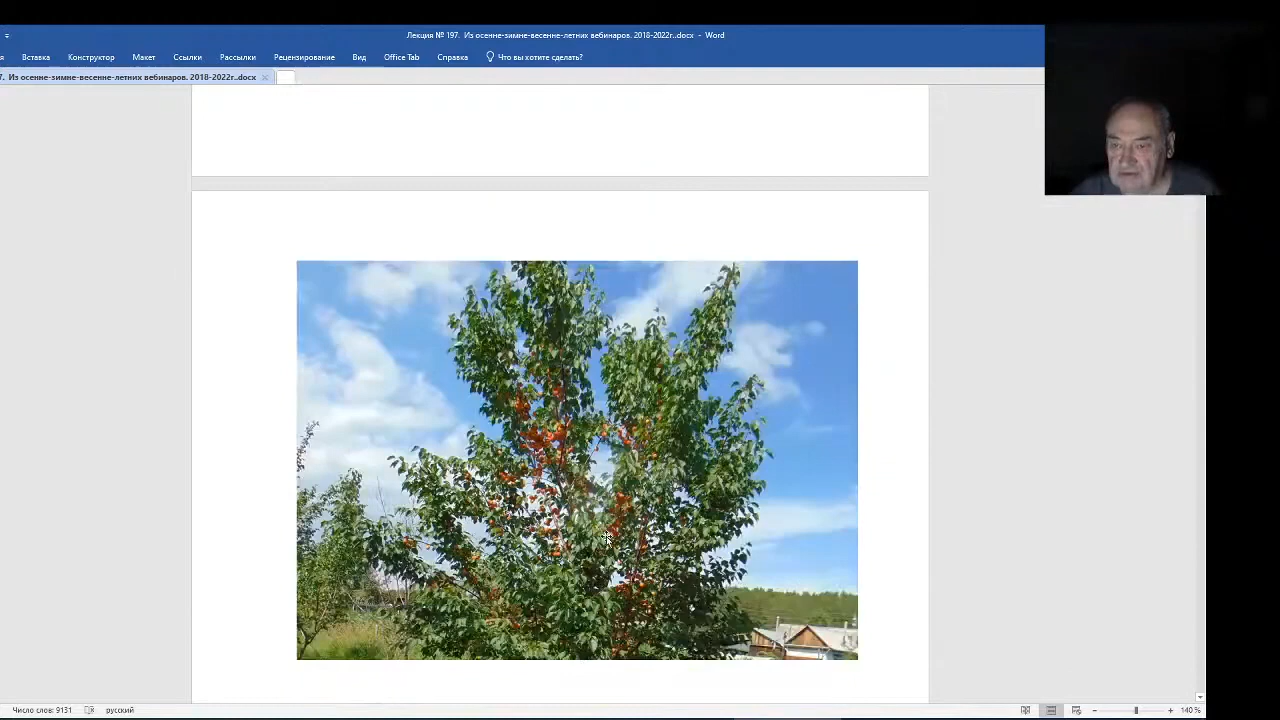 Лекция № 197. Из осенне-зимне-весенне-летних вебинаров. 2018-2022г..docx - Word
я Вставка Конструктор Макет Ссылки Рассылки Рецензирование Вид Office Tab Справка Что вы хотите сделать?
7. Из осенне-зимне-весенне-летних вебинаров. 2018-2022г..docx
Число слов: 9131 русский 140 %